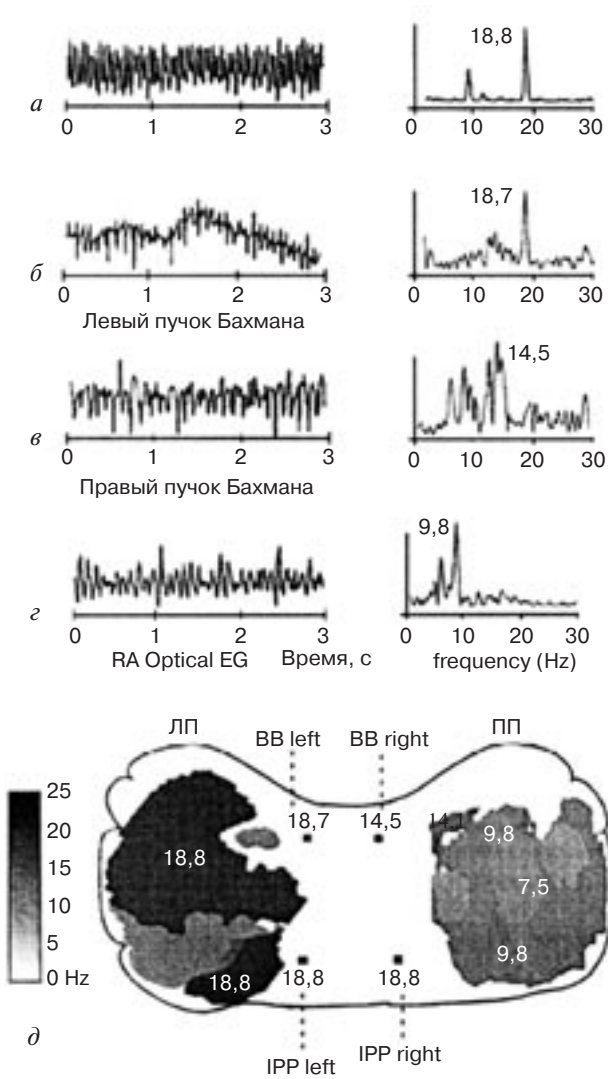 18,8
а
0 1 2 3 0 10 20 30
18,7
б
0 1 2 3 0 10 20 30
Левый пучок Бахмана
14,5
в
0 1 2 3 0 10 20 30
Правый пучок Бахмана
9,8
г
0 1 2 3 0 10 20 30
RA Optical EG Время, с frequency (Hz)
ЛП ПП
BB left BB right
25
20
15
10
5
0 Hz
18,7 14,5
18,8 9,8
7,5
9,8
18,8 18,8 18,8
д
IPP left IPP right